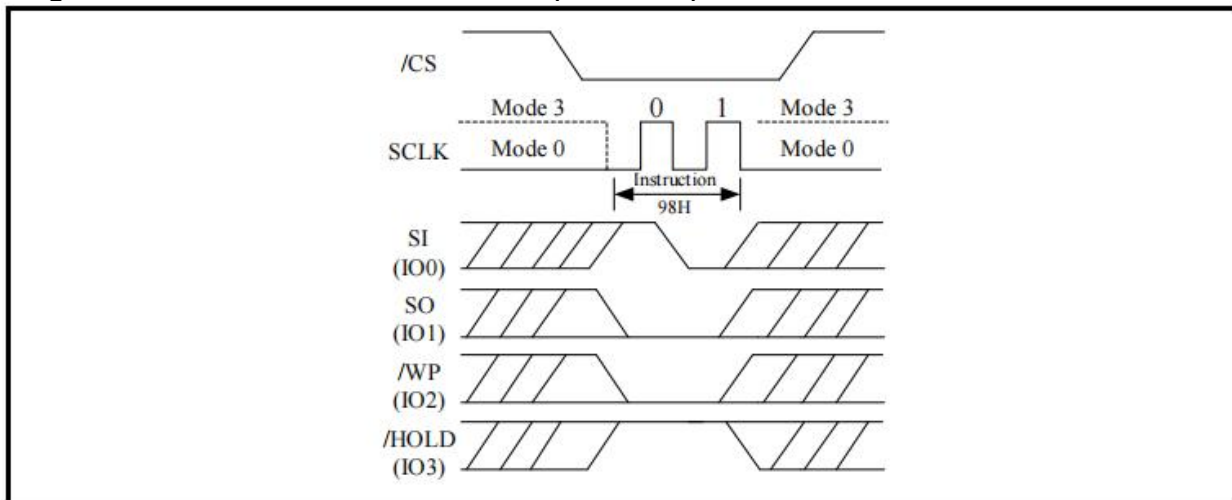 /CS
Mode 3 0 1 Mode 3
SCLK Mode 0 Mode 0
Instruction
98H
SI
(IO0)
SO
(IO1)
/WP
(IO2)
/HOLD
(IO3)